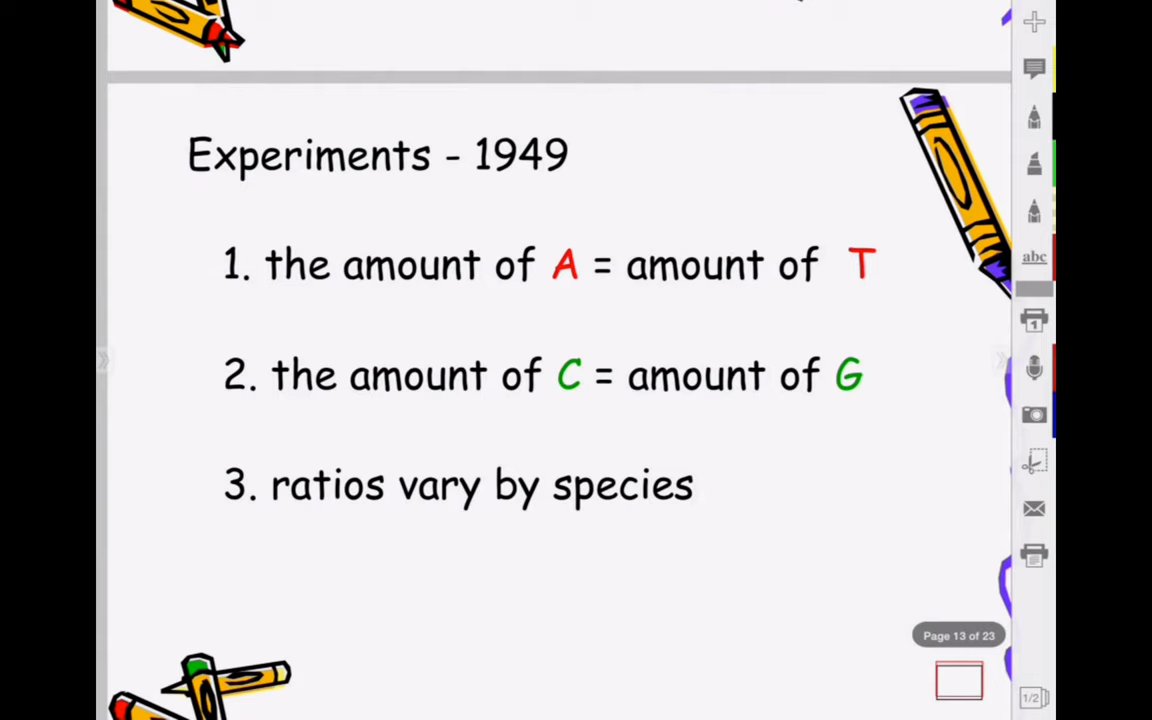 Experiments - 1949
1. the amount of A = amount of T
abc
1
2. the amount of C = amount of G
3. ratios vary by species
Page 13 of 23
1/2